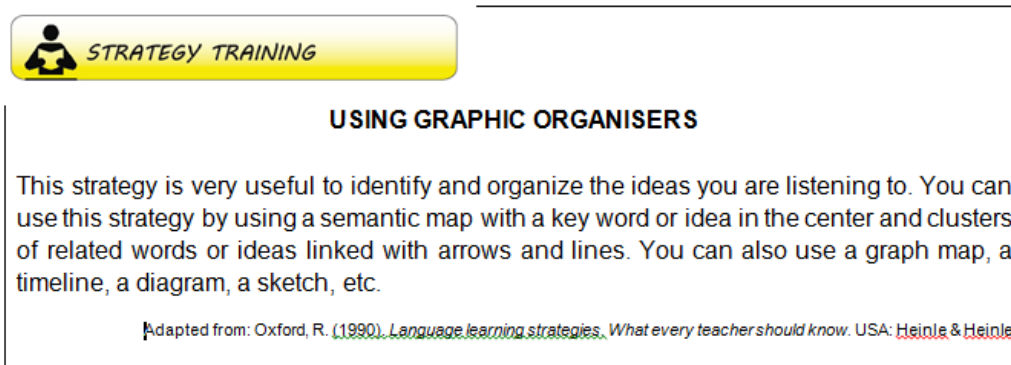 STRATEGY TRAINING
USING GRAPHIC ORGANISERS
This strategy is very useful to identify and organize the ideas you are listening to. You can
use this strategy by using a semantic map with a key word or idea in the center and clusters
of related words or ideas linked with arrows and lines. You can also use a graph map, a
timeline, a diagram, a sketch, etc.
Adapted from: Oxford, R. (1990). Language learning strategies. What every teacher should know. USA: Heinle & Heinle